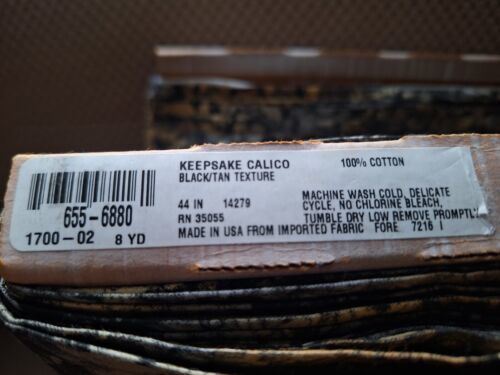 KEEPSAKE CALICO 100% COTTON
BLACK/TAN TEXTURE
655-6880
1700-02 8 YD
44 IN 14279
RN 35055
MADE IN USA FROM IMPORTED FABRIC FORE 7216 I
MACHINE WASH COLD, DELICATE
CYCLE, NO CHLORINE BLEACH,
TUMBLE DRY LOW REMOVE PROMPTLY